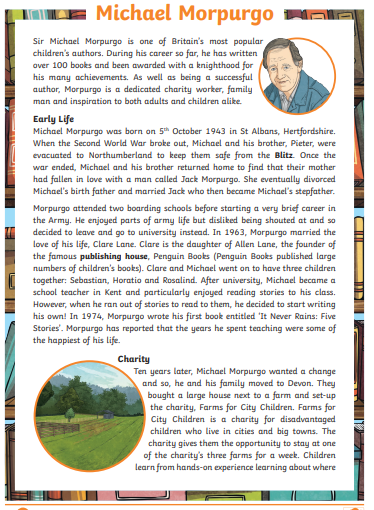 Michael Morpurgo
Sir Michael Morpurgo is one of Britain's most popular
children's authors. During his career so far, he has written
over 100 books and been awarded with a knighthood for
his many achievements. As well as being a successful
author, Morpurgo is a dedicated charity worker, family
man and inspiration to both adults and children alike.
Early Life
Michael Morpurgo was born on 5th October 1943 in St Albans, Hertfordshire.
When the Second World War broke out, Michael and his brother, Pieter, were
evacuated to Northumberland to keep them safe from the Blitz. Once the
war ended, Michael and his brother returned home to find that their mother
had fallen in love with a man called Jack Morpurgo. She eventually divorced
Michael's birth father and married Jack who then became Michael's stepfather.
Morpurgo attended two boarding schools before starting a very brief career in
the Army. He enjoyed parts of army life but disliked being shouted at and so
decided to leave and go to university instead. In 1963, Morpurgo married the
love of his life, Clare Lane. Clare is the daughter of Allen Lane, the founder of
the famous publishing house, Penguin Books (Penguin Books published large
numbers of children's books). Clare and Michael went on to have three children
together: Sebastian, Horatio and Rosalind. After university, Michael became a
school teacher in Kent and particularly enjoyed reading stories to his class.
However, when he ran out of stories to read to them, he decided to start writing
his own! In 1974, Morpurgo wrote his first book entitled 'It Never Rains: Five
Stories'. Morpurgo has reported that the years he spent teaching were some of
the happiest of his life.
Charity
Ten years later, Michael Morpurgo wanted a change
and so, he and his family moved to Devon. They
bought a large house next to a farm and set-up
the charity, Farms for City Children. Farms for
City Children is a charity for disadvantaged
children who live in cities and big towns. The
charity gives them the opportunity to stay at one
of the charity's three farms for a week. Children
learn from hands-on experience learning about where